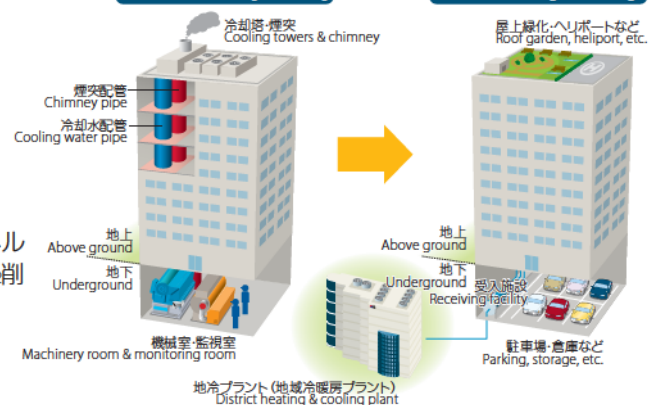 冷却塔・煙突
Cooling towers & chimney
煙突配管
Chimney pipe
冷却水配管
Cooling water pipe
地上
Above ground
地下
Underground
機械室・監視室
Machinery room & monitoring room
ル
削
地冷プラント(地域冷暖房プラント)
District heating & cooling plant
屋上緑化・ヘリポートなど
Roof garden, heliport, etc.
H
地上
Above ground
地下
Underground
受入施設
Receiving facility
駐車場・倉庫など
Parking, storage, etc.